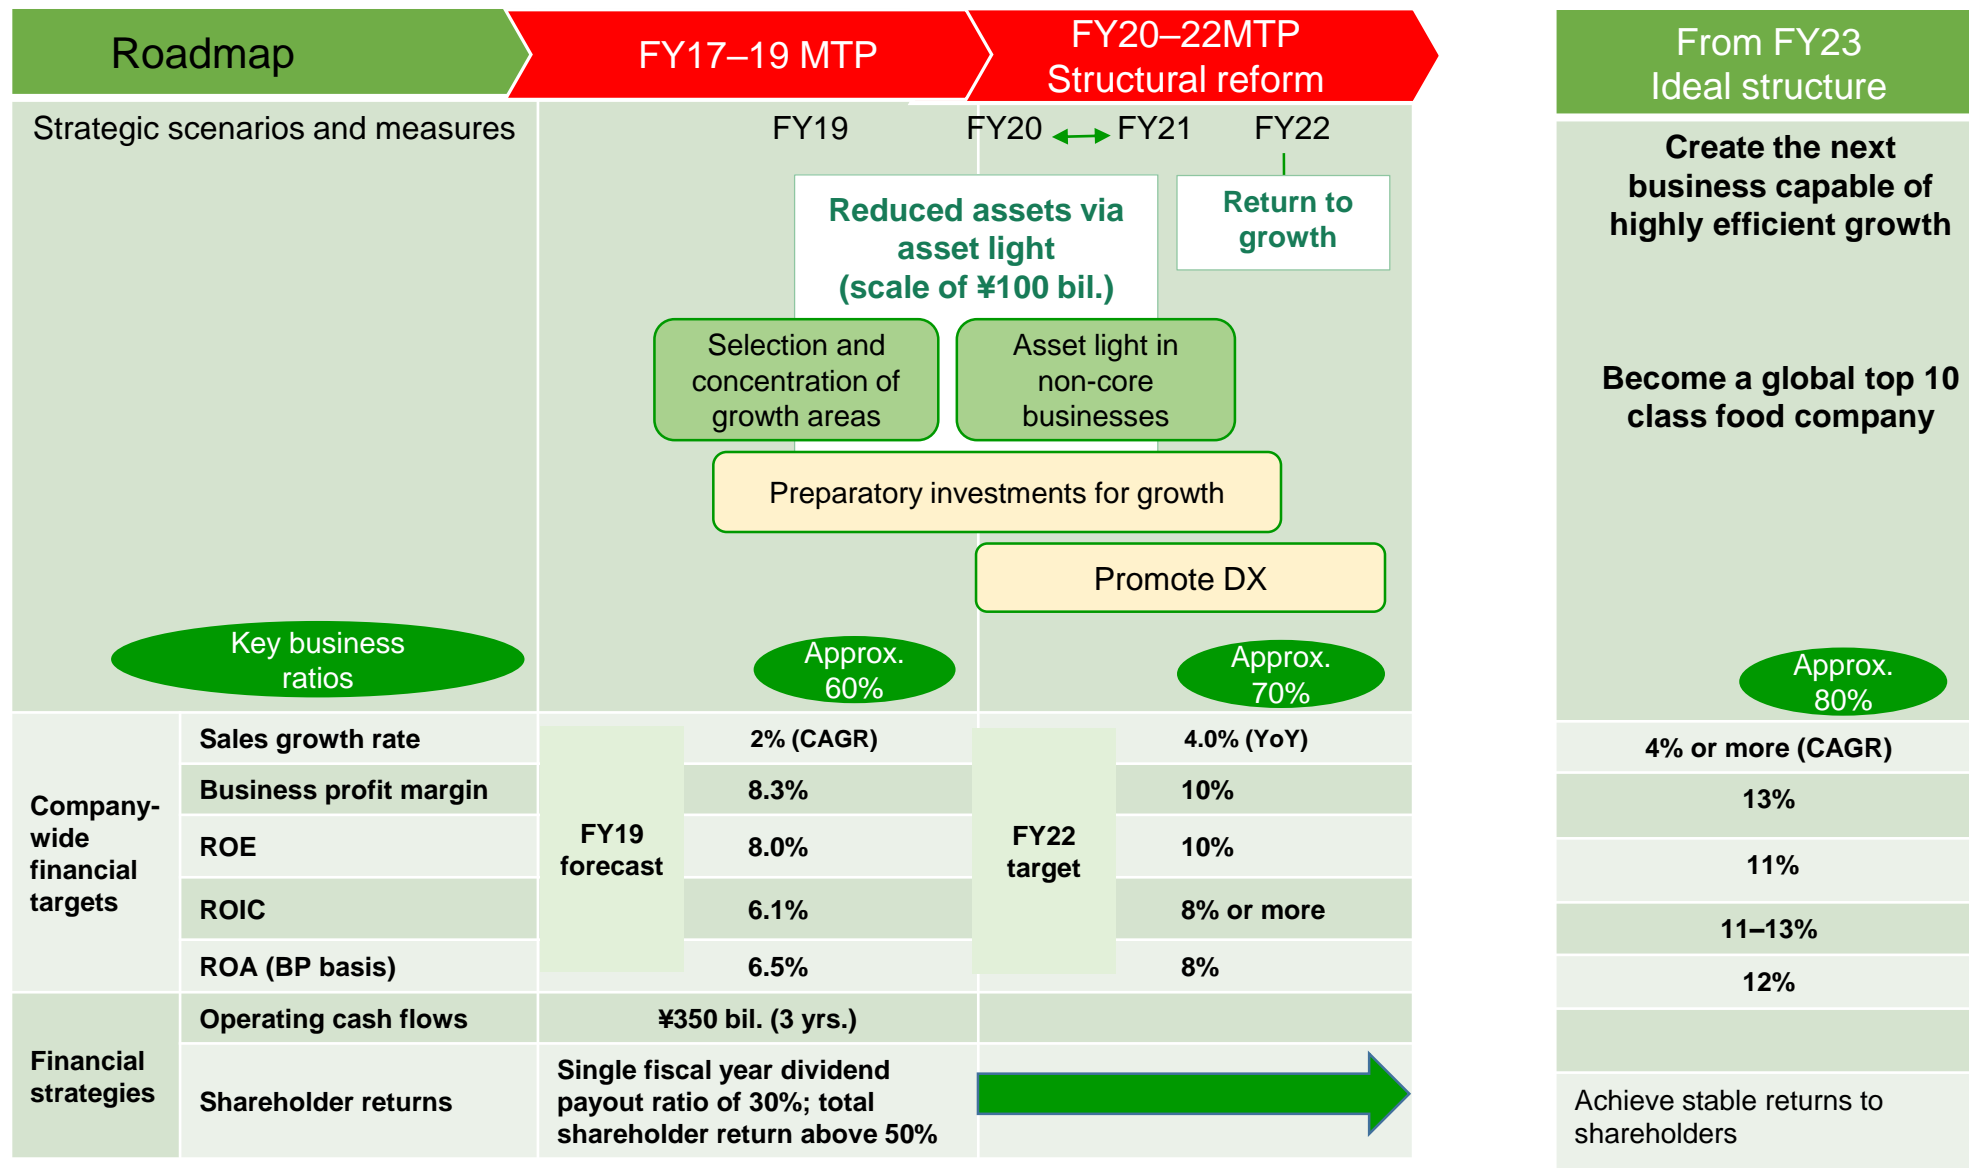 Roadmap
FY17–19 MTP
FY20–22MTP
Structural reform
From FY23
Ideal structure
Strategic scenarios and measures
FY19
FY20
FY21
FY22
Reduced assets via
asset light
(scale of ¥100 bil.)
Return to
growth
Selection and
concentration of
growth areas
Asset light in
non-core
businesses
Preparatory investments for growth
Promote DX
Create the next
business capable of
highly efficient growth
Become a global top 10
class food company
Key business
ratios
Approx.
60%
Approx.
70%
Approx.
80%
Company-
wide
financial
targets
FY19
forecast
FY22
target
Sales growth rate
2% (CAGR)
4.0% (YoY)
4% or more (CAGR)
Business profit margin
8.3%
10%
13%
ROE
8.0%
10%
11%
ROIC
6.1%
8% or more
11–13%
ROA (BP basis)
6.5%
8%
12%
Financial
strategies
Operating cash flows
¥350 bil. (3 yrs.)
Shareholder returns
Single fiscal year dividend
payout ratio of 30%; total
shareholder return above 50%
Achieve stable returns to
shareholders